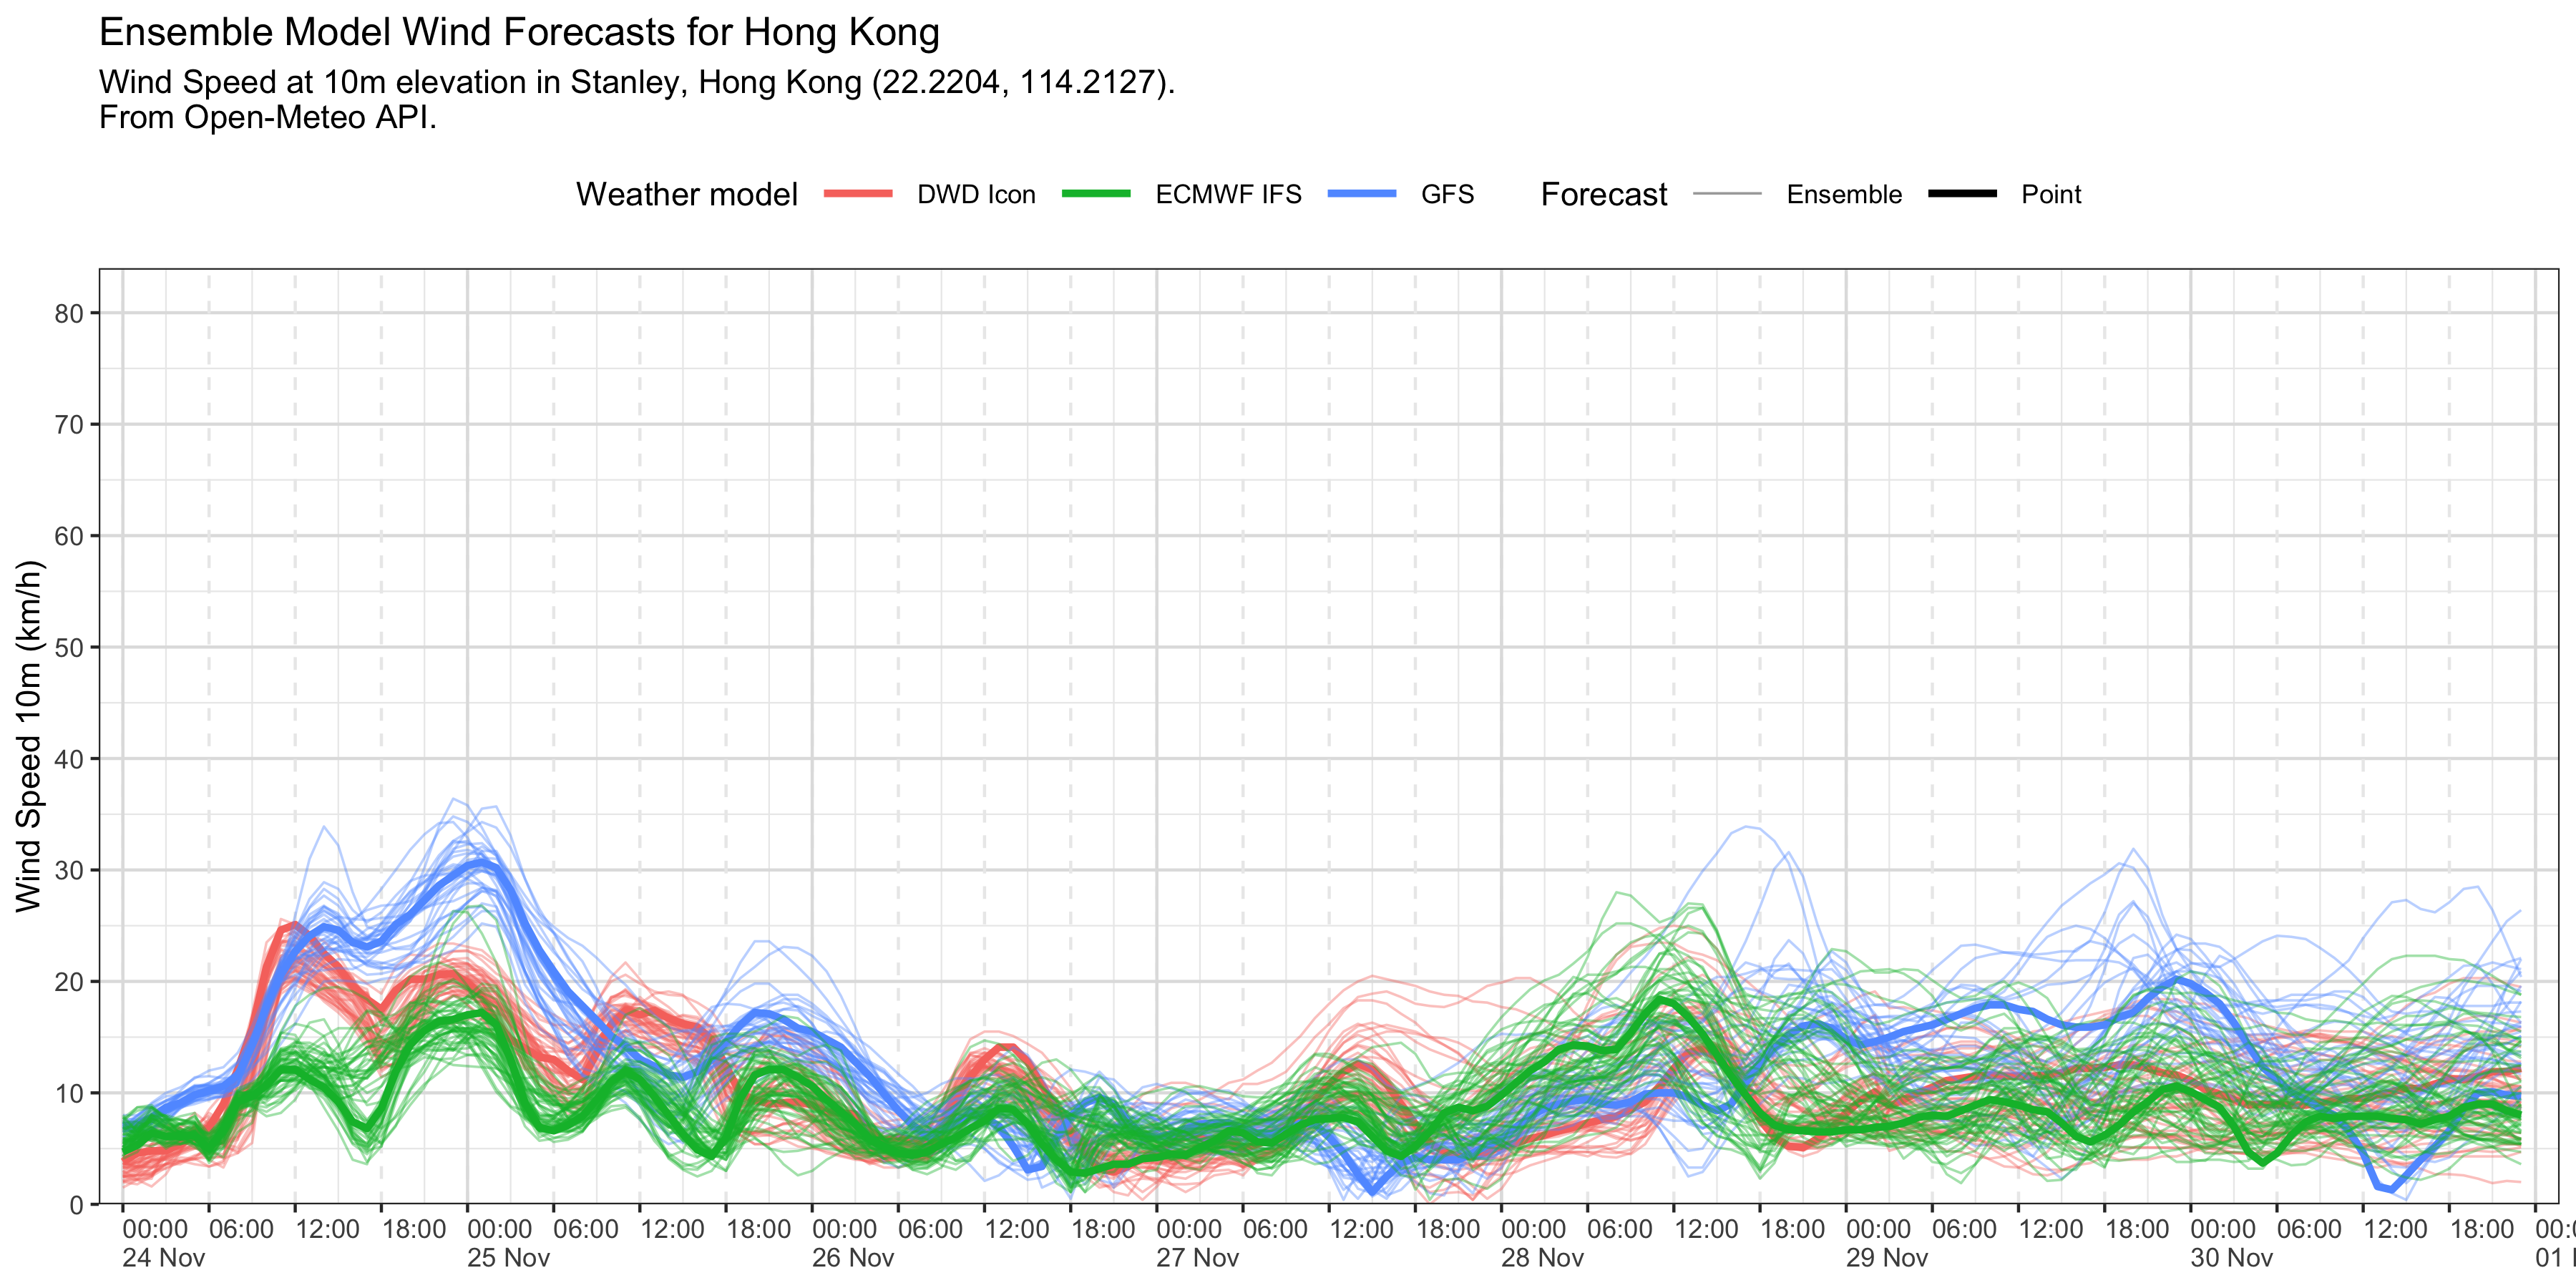 Ensemble Model Wind Forecasts for Hong Kong
Wind Speed at 10m elevation in Stanley, Hong Kong (22.2204, 114.2127).
From Open-Meteo API.
Weather model DWD Icon ECMWF IFS GFS Forecast Ensemble Point
Wind Speed 10m (km/h)
80
70
60
50
40
30
20
10
0
00:00 06:00 12:00 18:00 00:00 06:00 12:00 18:00 00:00 06:00 12:00 18:00 00:00 06:00 12:00 18:00 00:00 06:00 12:00 18:00 00:00 06:00 12:00 18:00 00:00 06:00 12:00 18:00
24 Nov 25 Nov 26 Nov 27 Nov 28 Nov 29 Nov 30 Nov 01